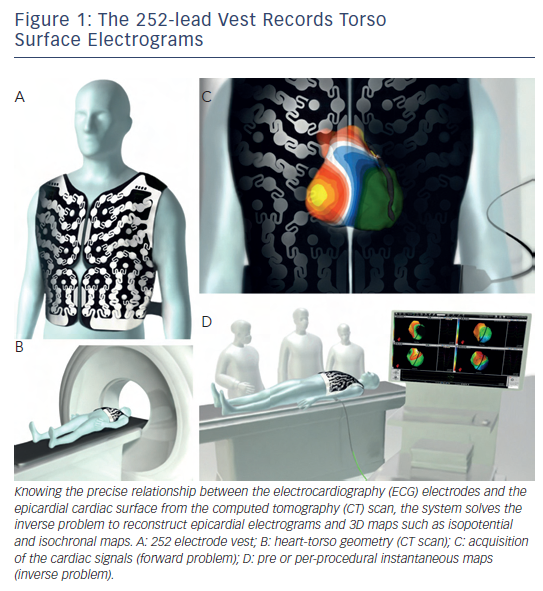 Figure 1: The 252-lead Vest Records Torso
Surface Electrograms
A
C
B
D
Knowing the precise relationship between the electrocardiography (ECG) electrodes and the
epicardial cardiac surface from the computed tomography (CT) scan, the system solves the
inverse problem to reconstruct epicardial electrograms and 3D maps such as isopotential
and isochronal maps. A: 252 electrode vest; B: heart-torso geometry (CT scan); C: acquisition
of the cardiac signals (forward problem); D: pre or per-procedural instantaneous maps
(inverse problem).